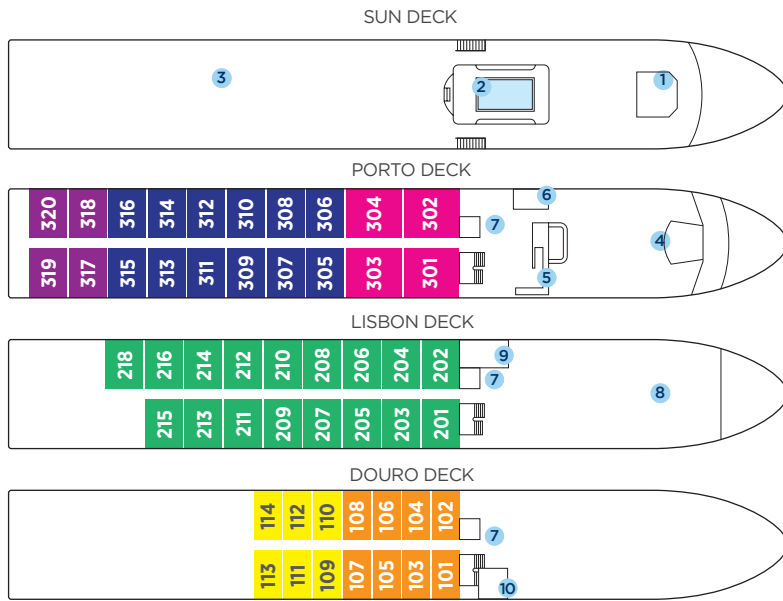 SUN DECK
3 2 1
PORTO DECK
320 318 316 314 312 310 308 306 304 302 7 6 4
319 317 315 313 311 309 307 305 303 301 5
LISBON DECK
218 216 214 212 210 208 206 204 202 9 7 8
215 213 211 209 207 205 203 201
DOURO DECK
114 112 110 108 106 104 102 7
113 111 109 107 105 103 101 10